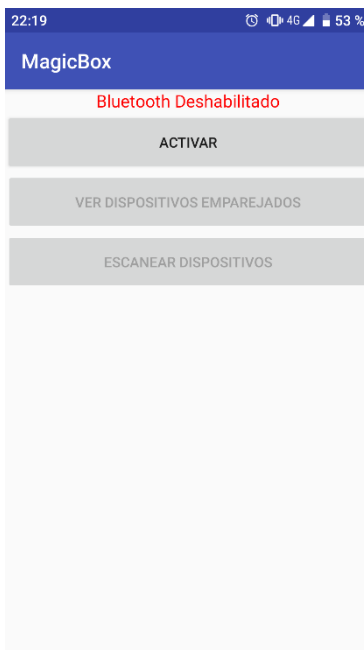 22:19 4G 53 %
MagicBox
Bluetooth Deshabilitado
ACTIVAR
VER DISPOSITIVOS EMPAREJADOS
ESCANEAR DISPOSITIVOS